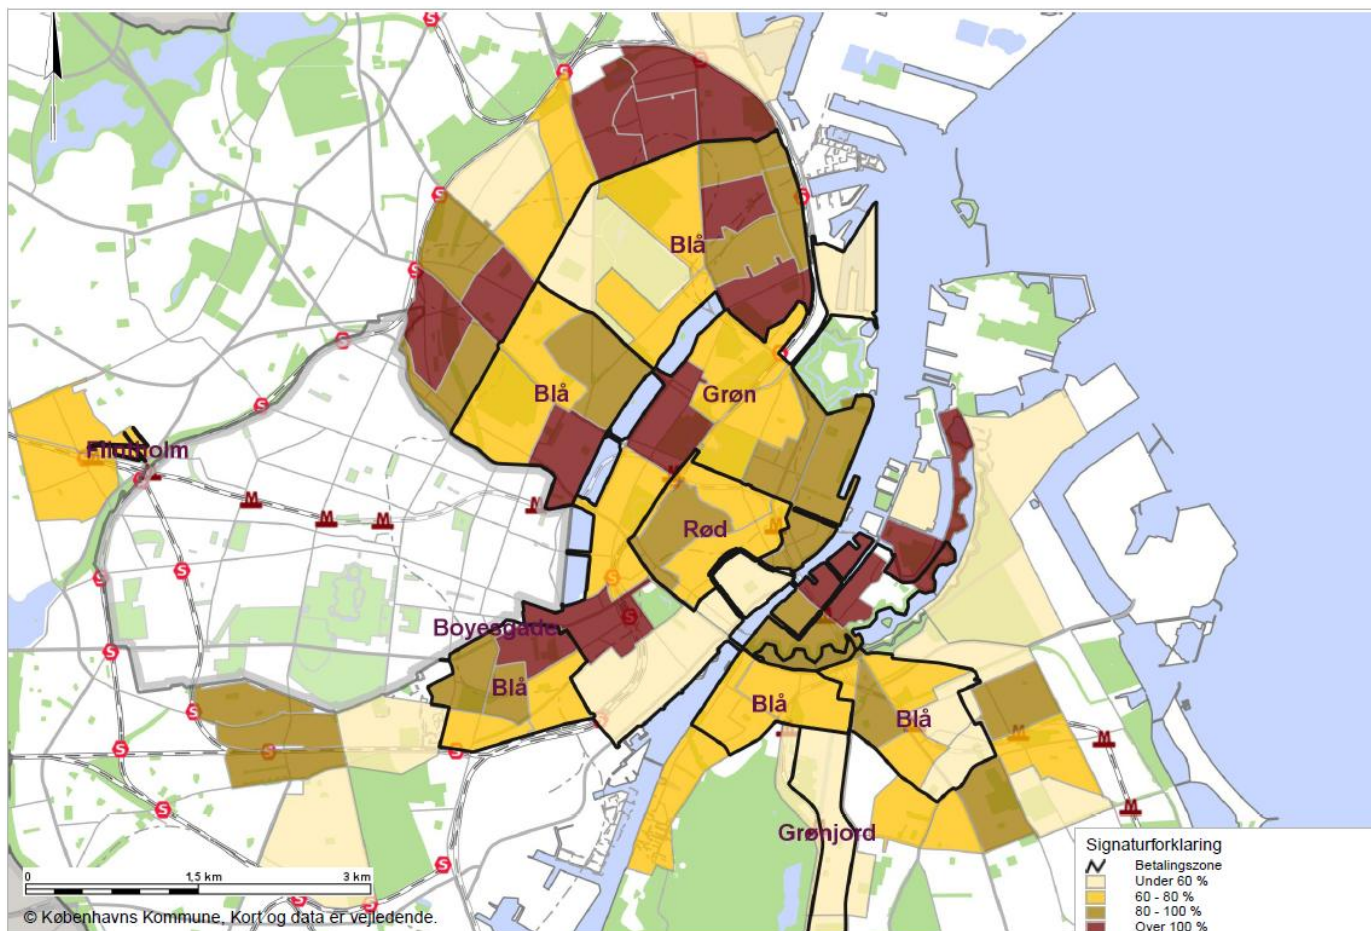 Blå
Blå
Grøn
Flintholm
Rød
Boyesgade
Blå
Blå
Blå
Grønjord
M
M
M
M
M
M
S
S
S
S
S
S
S
S
S
S
S
Signaturforklaring
Betalingszone
Under 60 %
60 - 80 %
80 - 100 %
Over 100 %
0 1,5 km 3 km
© Københavns Kommune, Kort og data er vejledende.